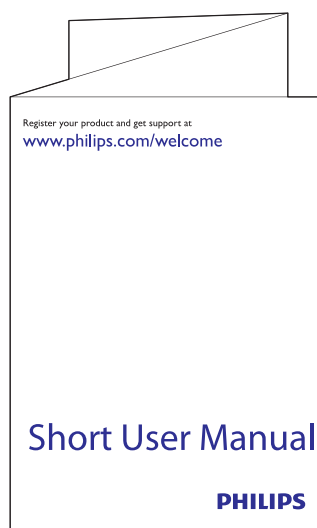 Register your product and get support at
www.philips.com/welcome
Short User Manual
PHILIPS